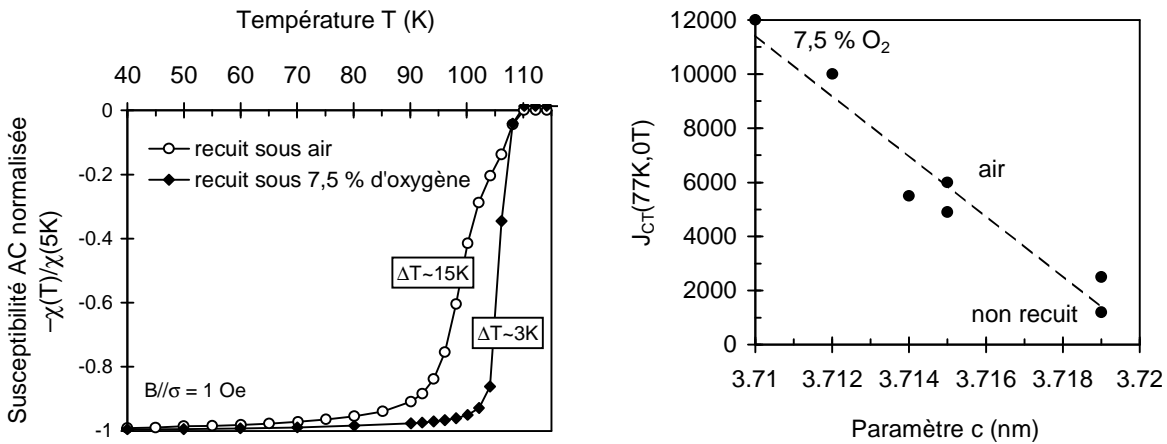 Température T (K)
40 50 60 70 80 90 100 110
0
-0.2
-0.4
-0.6
-0.8
-1
Susceptibilité AC normalisée
−χ(T)/χ(5K)
recuit sous air
recuit sous 7,5 % d'oxygène
ΔT~15K
ΔT~3K
B//σ = 1 Oe
12000
10000
8000
6000
4000
2000
0
J_CT(77K,0T)
7,5 % O₂
air
non recuit
3.71 3.712 3.714 3.716 3.718 3.72
Paramètre c (nm)